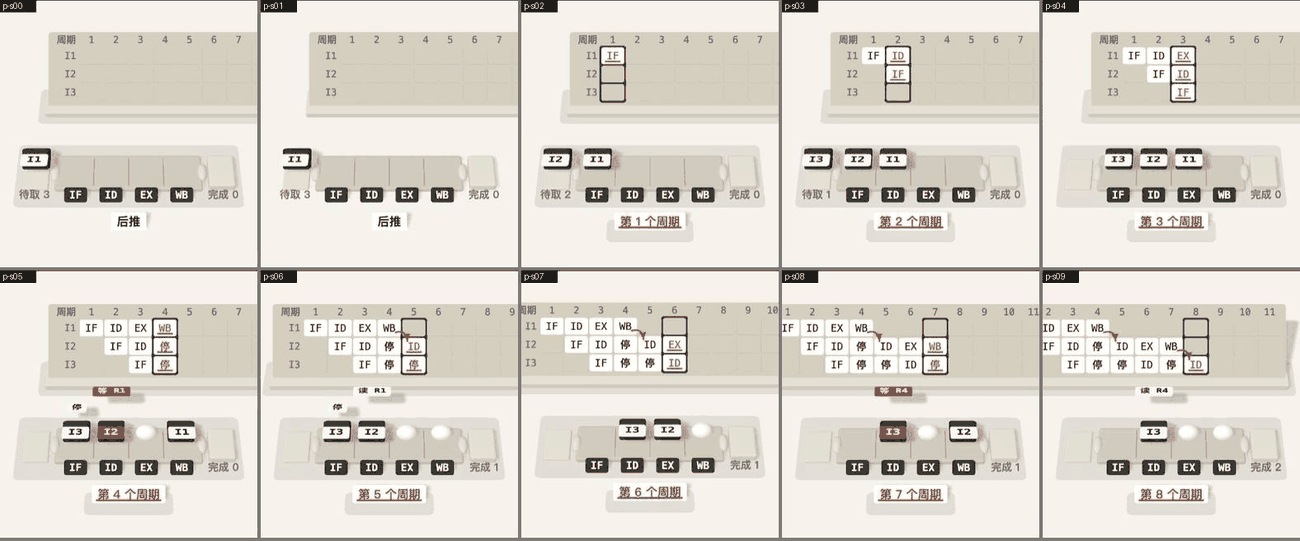 p-s00
周期 1 2 3 4 5 6 7
I1
I2
I3
I1
待取 3 IF ID EX WB 完成 0
后推
p-s01
周期 1 2 3 4 5 6 7
I1
I2
I3
I1
待取 3 IF ID EX WB 完成 0
后推
p-s02
周期 1 2 3 4 5 6 7
I1 IF
I2
I3
I2 I1
待取 2 IF ID EX WB 完成 0
第 1 个周期
p-s03
周期 1 2 3 4 5 6 7
I1 IF ID
I2 IF
I3
I3 I2 I1
待取 1 IF ID EX WB 完成 0
第 2 个周期
p-s04
周期 1 2 3 4 5 6 7
I1 IF ID EX
I2 IF ID
I3 IF
I3 I2 I1
IF ID EX WB 完成 0
第 3 个周期
p-s05
周期 1 2 3 4 5 6 7
I1 IF ID EX WB
I2 IF ID 停
I3 IF 停
等 R1
停
I3 I2 I1
IF ID EX WB 完成 0
第 4 个周期
p-s06
周期 1 2 3 4 5 6 7 8 9
I1 IF ID EX WB
I2 IF ID 停 ID
I3 IF 停 停
读 R1
停
I3 I2
IF ID EX WB 完成 1
第 5 个周期
p-s07
周期 1 2 3 4 5 6 7 8 9 10
IF ID EX WB
IF ID 停 ID EX
IF 停 停 ID
I3 I2
IF ID EX WB 完成 1
第 6 个周期
p-s08
1 2 3 4 5 6 7 8 9 10 11
IF ID EX WB
IF ID 停 ID EX WB
IF 停 停 ID 停
等 R4
I3 I2
IF ID EX WB 完成 1
第 7 个周期
p-s09
2 3 4 5 6 7 8 9 10 11
ID EX WB
IF ID 停 ID EX WB
IF 停 停 ID 停 ID
读 R4
I3
IF ID EX WB 完成 2
第 8 个周期